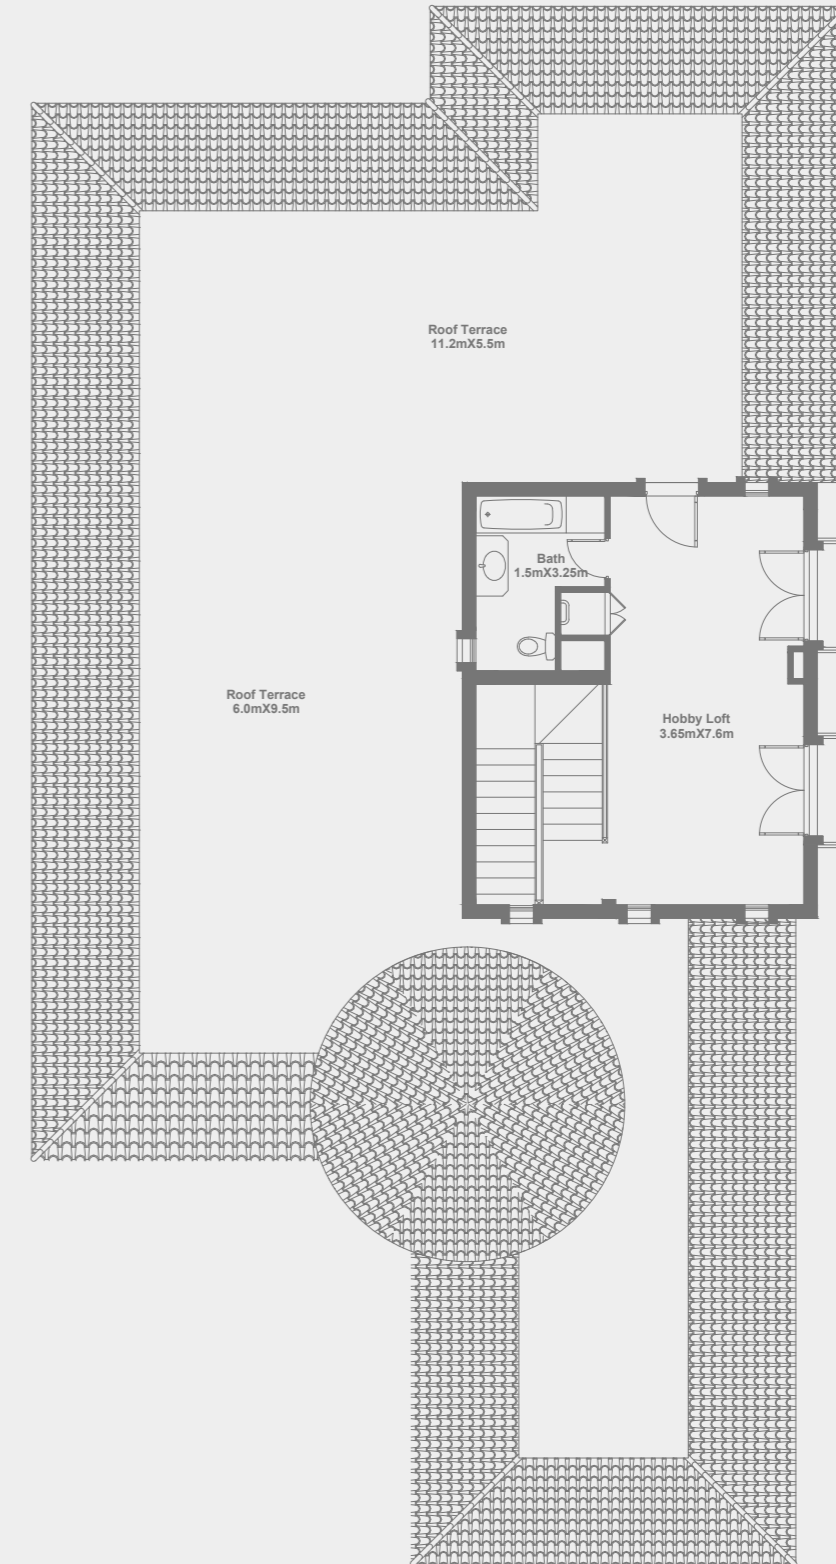 Roof Terrace
11.2mX5.5m
Bath
1.5mX3.25m
Roof Terrace
6.0mX9.5m
Hobby Loft
3.65mX7.6m